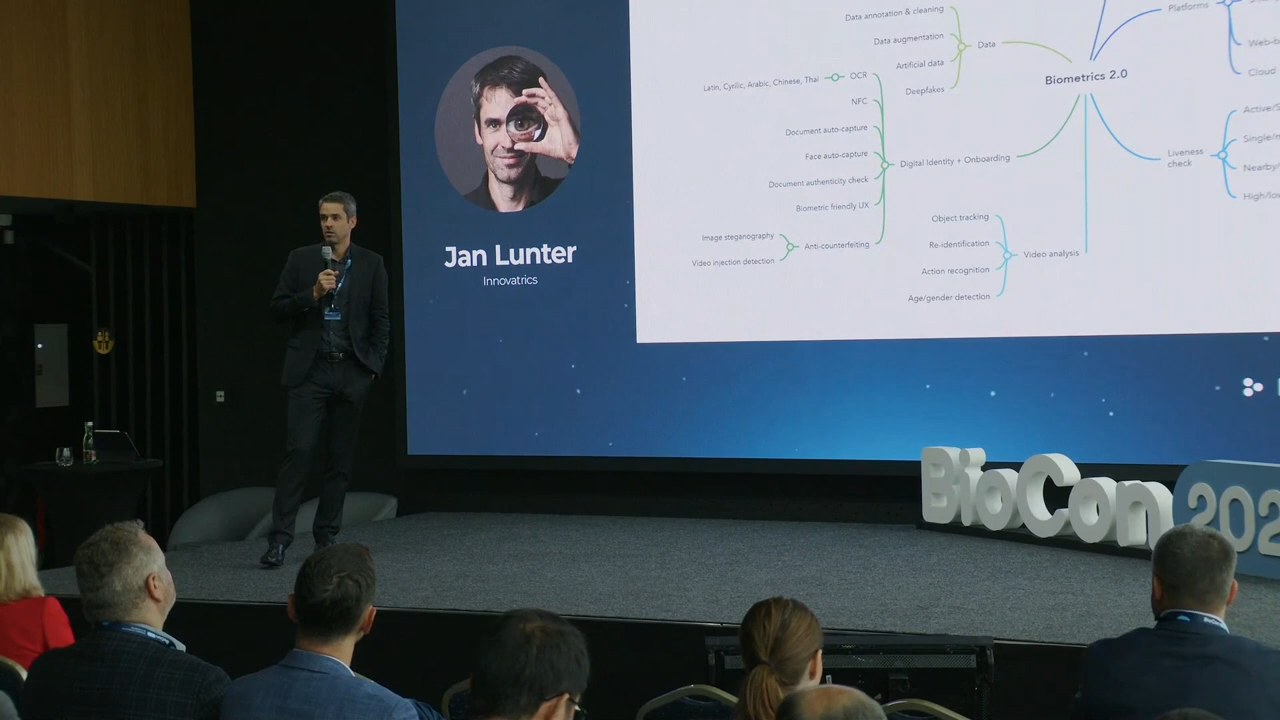 Jan Lunter
Innovatrics
Data annotation & cleaning
Data augmentation
Artificial data
Deepfakes
Data
Latin, Cyrilic, Arabic, Chinese, Thai
OCR
NFC
Document auto-capture
Face auto-capture
Document authenticity check
Biometric friendly UX
Image steganography
Video injection detection
Anti-counterfeiting
Digital Identity + Onboarding
Biometrics 2.0
Object tracking
Re-identification
Action recognition
Age/gender detection
Video analysis
Platforms
Cloud
Liveness
check
BioCon